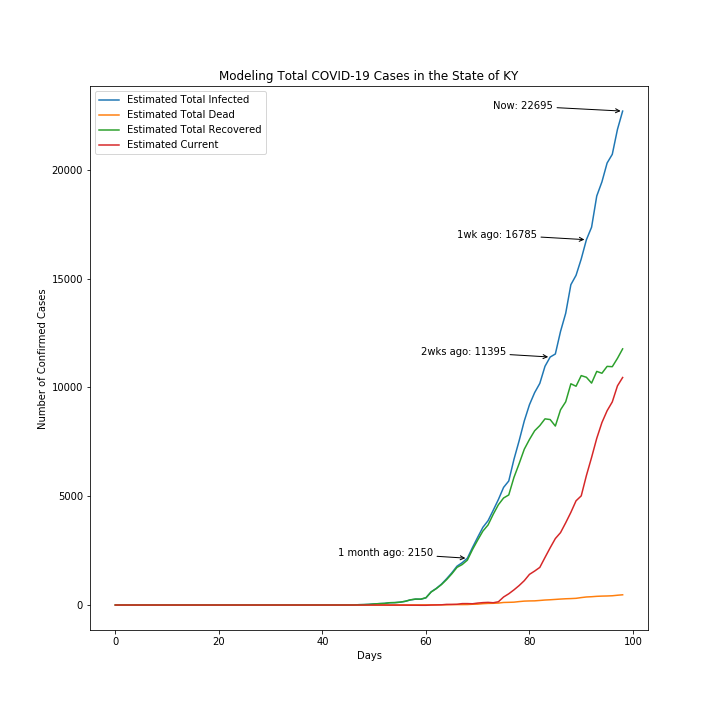 Modeling Total COVID-19 Cases in the State of KY
Estimated Total Infected
Estimated Total Dead
Estimated Total Recovered
Estimated Current
Now: 22695
1wk ago: 16785
2wks ago: 11395
1 month ago: 2150
Number of Confirmed Cases
20000
15000
10000
5000
0
0 20 40 60 80 100
Days